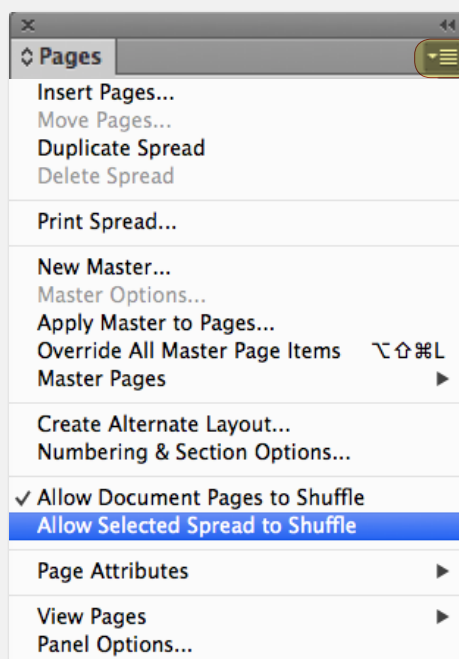 Pages
Insert Pages...
Move Pages...
Duplicate Spread
Delete Spread
Print Spread...
New Master...
Master Options...
Apply Master to Pages...
Override All Master Page Items ⌥⇧⌘L
Master Pages
Create Alternate Layout...
Numbering & Section Options...
✓ Allow Document Pages to Shuffle
Allow Selected Spread to Shuffle
Page Attributes
View Pages
Panel Options...